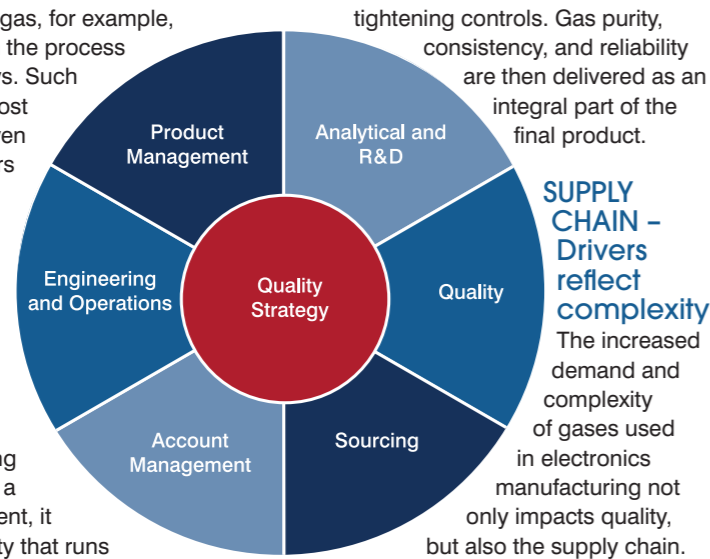 gas, for example,
the process
s. Such
ost
en
rs
ng
a
ent, it
ty that runs
Product
Management
Analytical and
R&D
Engineering
and Operations
Quality
Strategy
Quality
Account
Management
Sourcing
tightening controls. Gas purity,
consistency, and reliability
are then delivered as an
integral part of the
final product.
SUPPLY
CHAIN –
Drivers
reflect
complexity
The increased
demand and
complexity
of gases used
in electronics
manufacturing not
only impacts quality,
but also the supply chain.